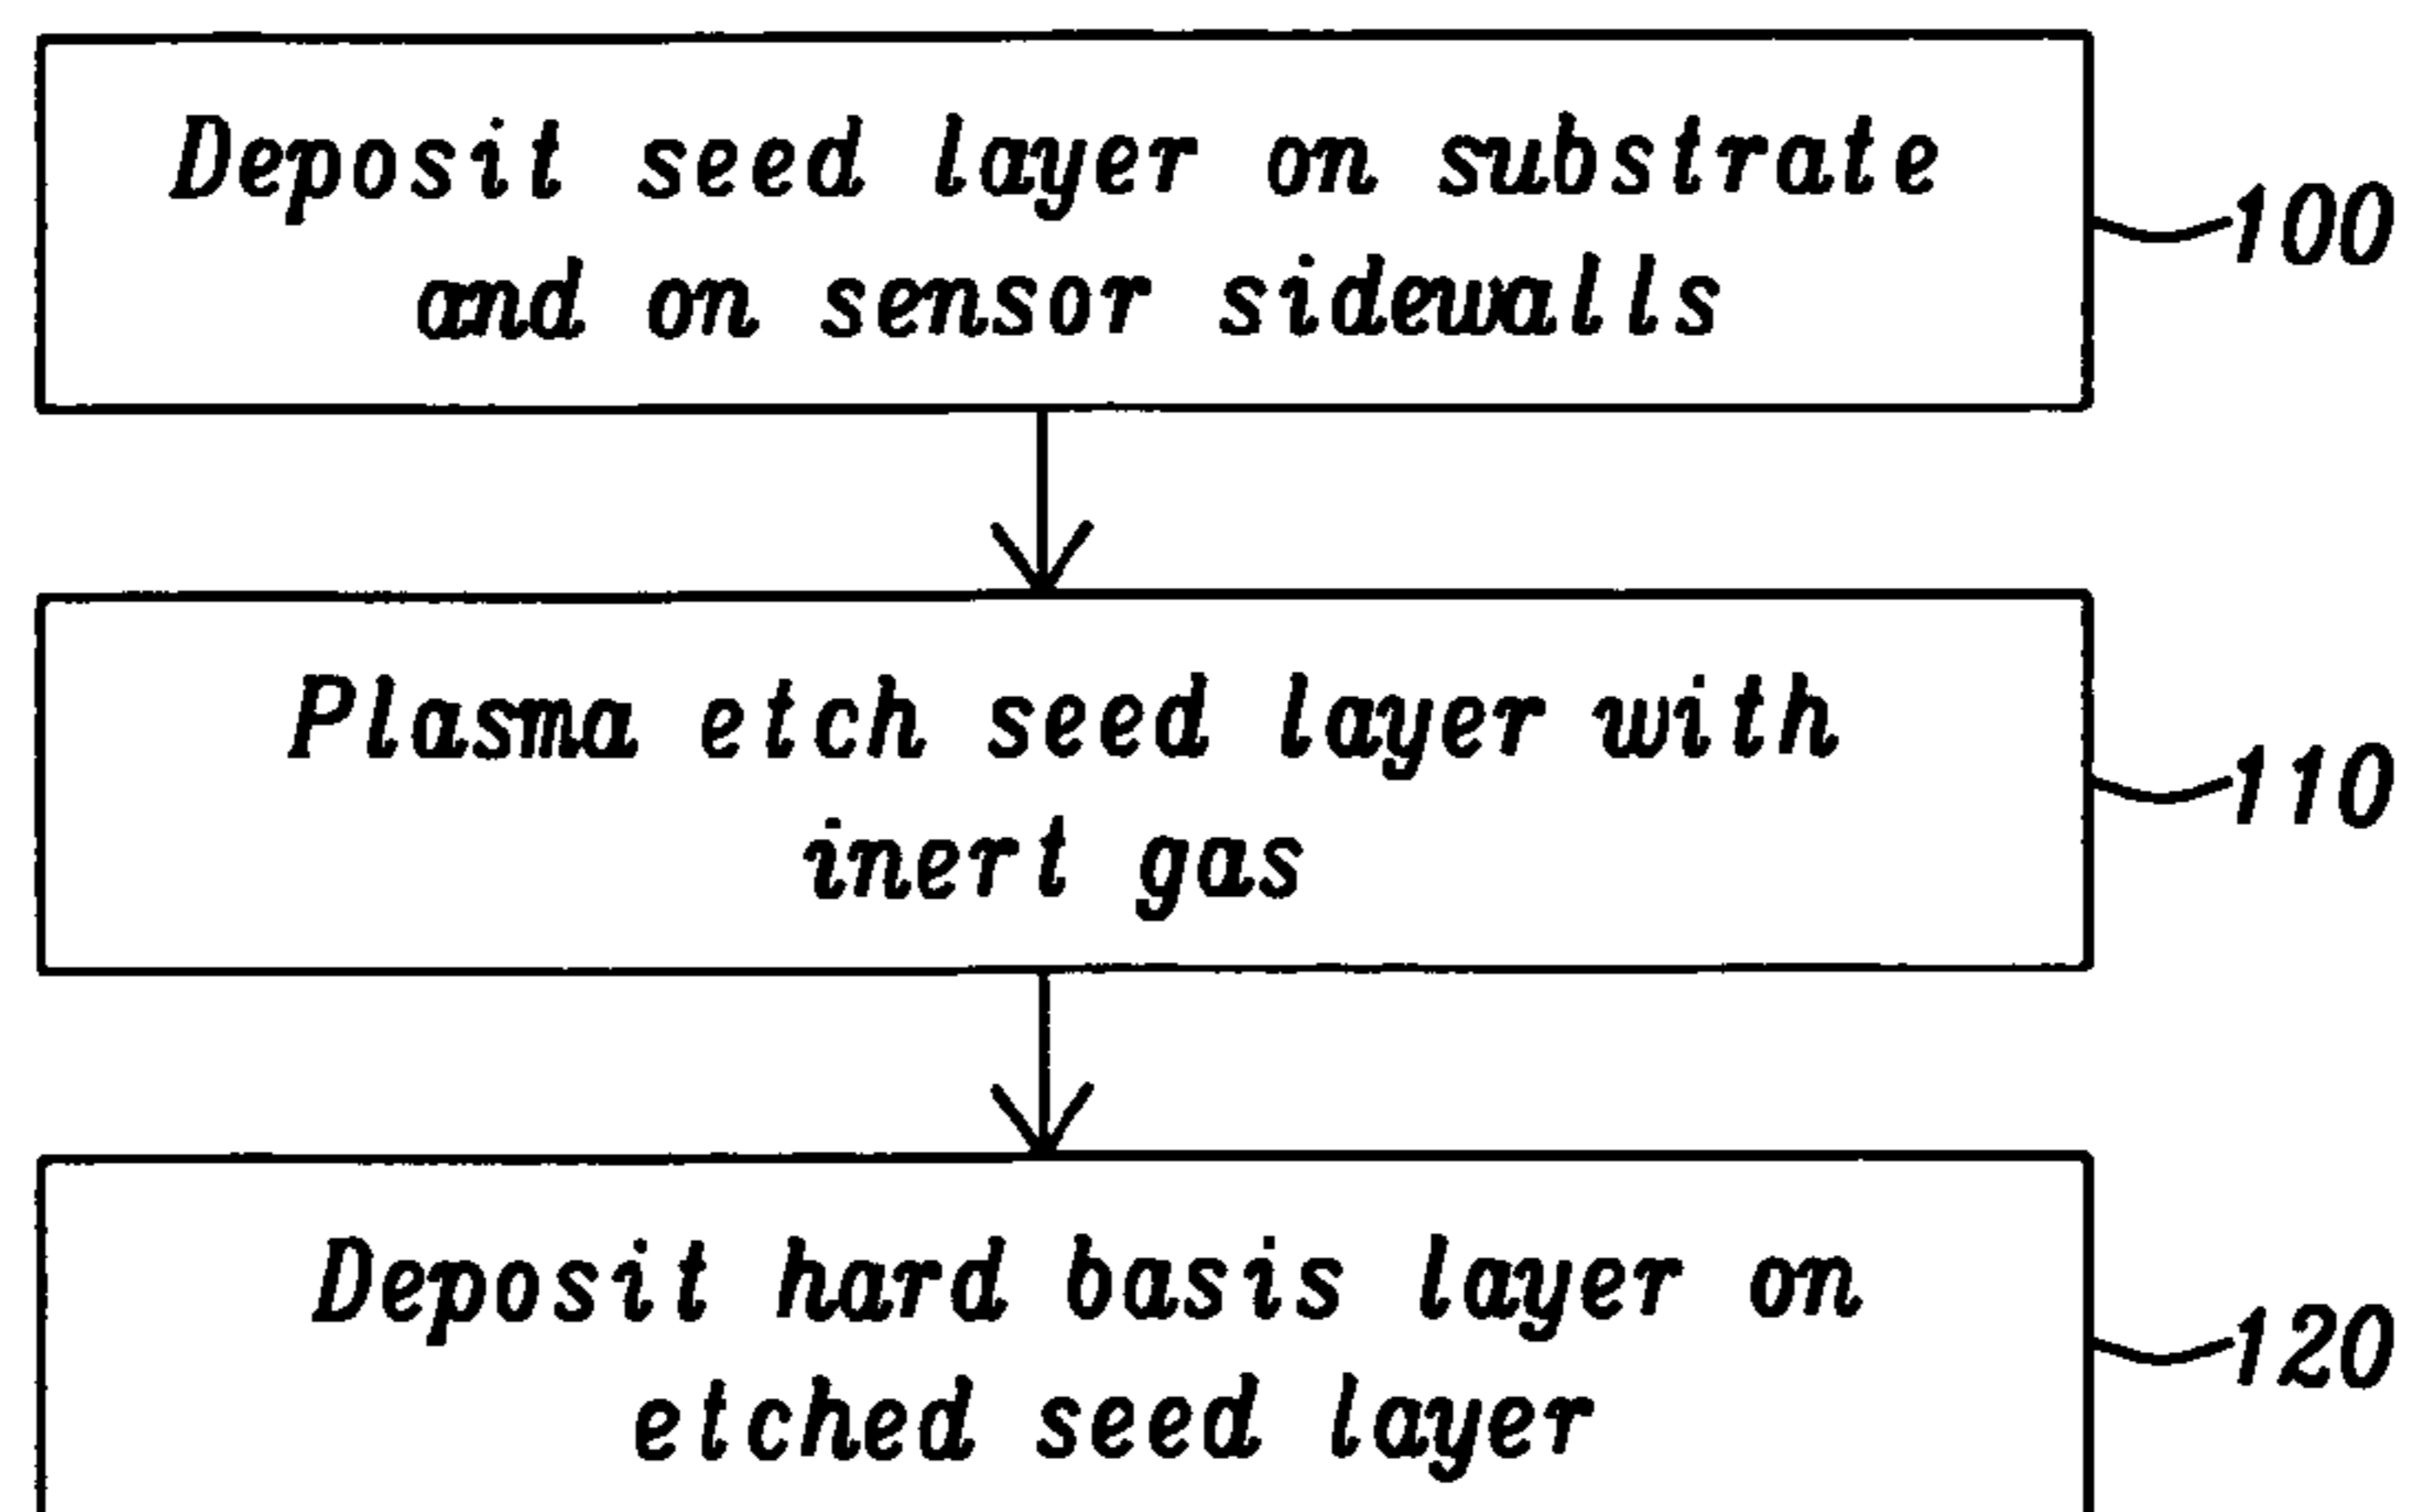 Deposit seed layer on substrate
and on sensor sidewalls
100
Plasma etch seed layer with
inert gas
110
Deposit hard basis layer on
etched seed layer
120